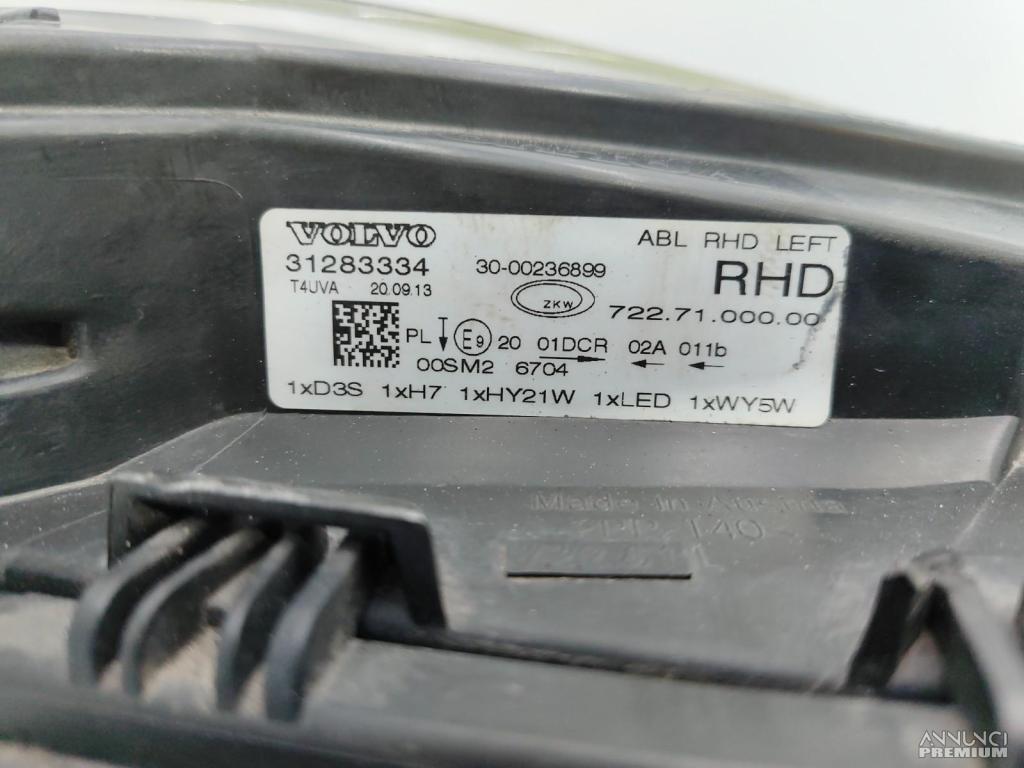 VOLVO ABL RHD LEFT
31283334 30-00236899 RHD
T4UVA 20.09.13 ZKW 722.71.000.00
PL E9 20 01DCR 02A 011b
00SM2 6704
1xD3S 1xH7 1xHY21W 1xLED 1xWY5W
Made in Austria
T40
ANNUNCI
PREMIUM